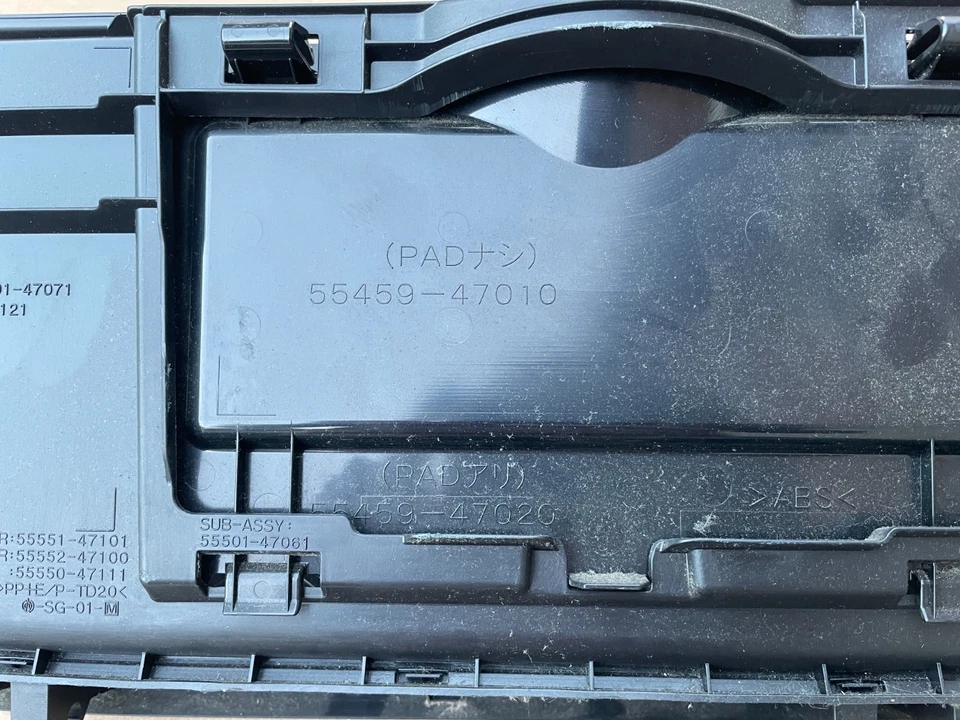 (PADナシ)
55459-47010
01-47071
121
(PADアリ)
55459-47020
>ABS<
SUB-ASSY:
55501-47061
R:55551-47101
R:55552-47100
:55550-47111
>PP+E/P-TD20<
-SG-01-M